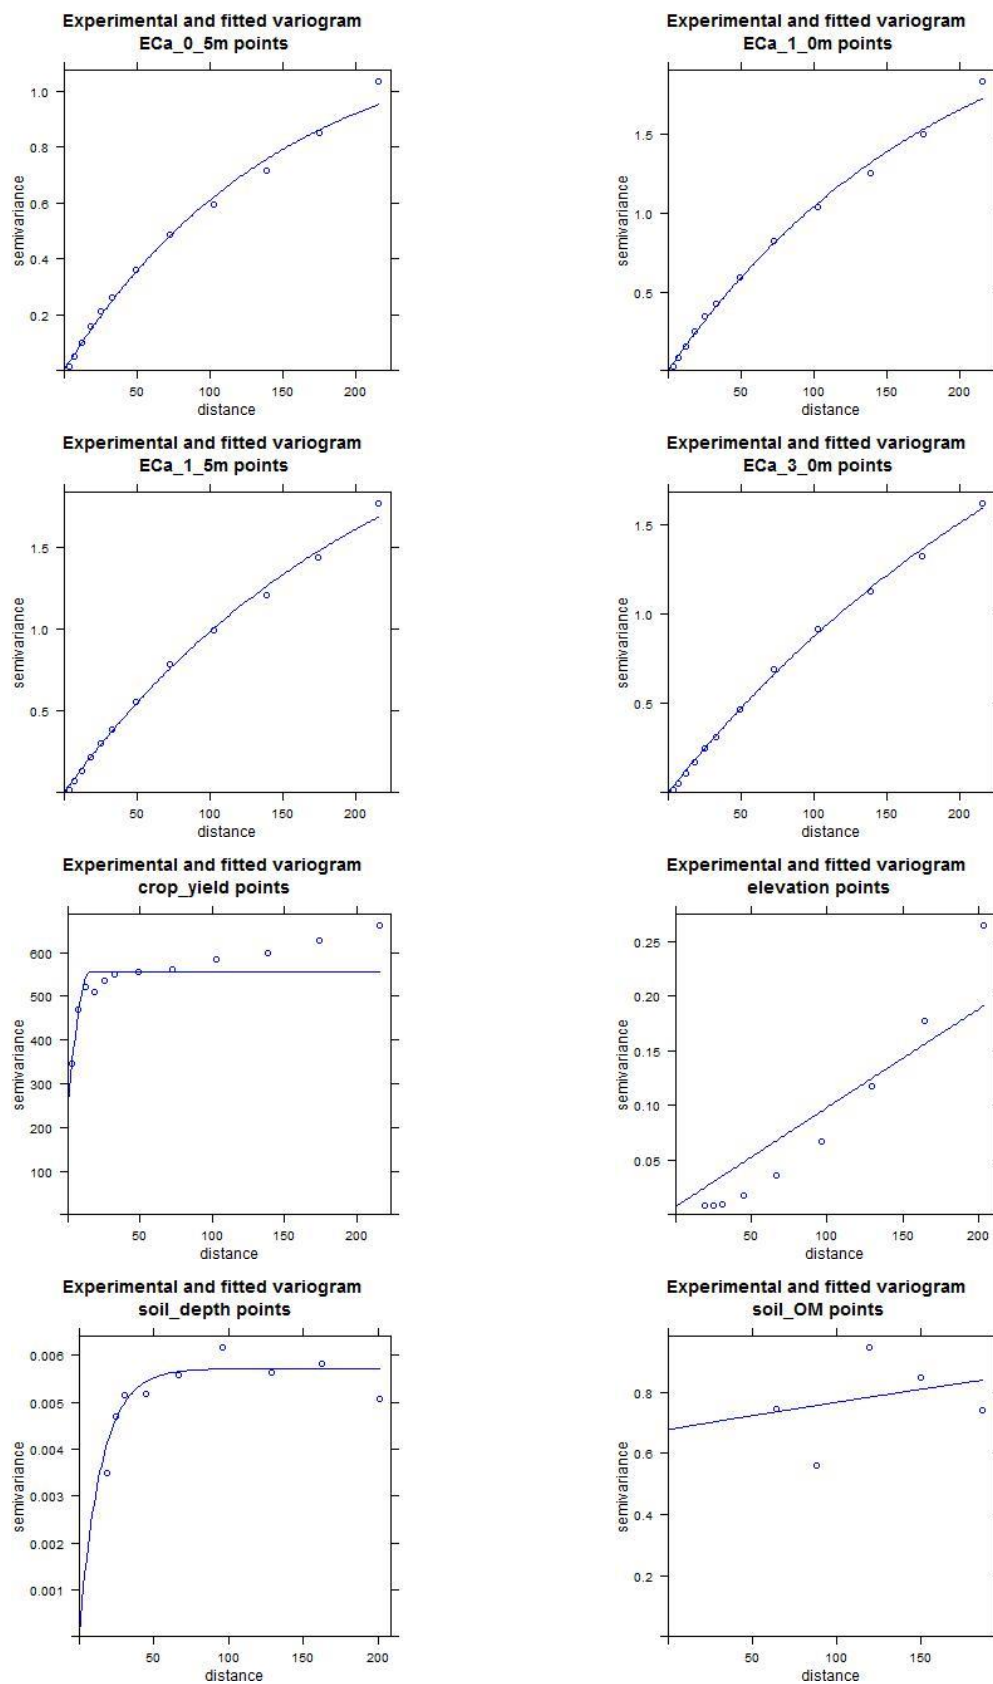 Experimental and fitted variogram
ECa_0_5m points
1.0
0.8
0.6
0.4
0.2
semivariance
50
100
150
200
distance
Experimental and fitted variogram
ECa_1_0m points
1.5
1.0
0.5
semivariance
50
100
150
200
distance
Experimental and fitted variogram
ECa_1_5m points
1.5
1.0
0.5
semivariance
50
100
150
200
distance
Experimental and fitted variogram
ECa_3_0m points
1.5
1.0
0.5
semivariance
50
100
150
200
distance
Experimental and fitted variogram
crop_yield points
600
500
400
300
200
100
semivariance
50
100
150
200
distance
Experimental and fitted variogram
elevation points
0.25
0.20
0.15
0.10
0.05
semivariance
50
100
150
200
distance
Experimental and fitted variogram
soil_depth points
0.006
0.005
0.004
0.003
0.002
0.001
semivariance
50
100
150
200
distance
Experimental and fitted variogram
soil_OM points
0.8
0.6
0.4
0.2
semivariance
50
100
150
distance